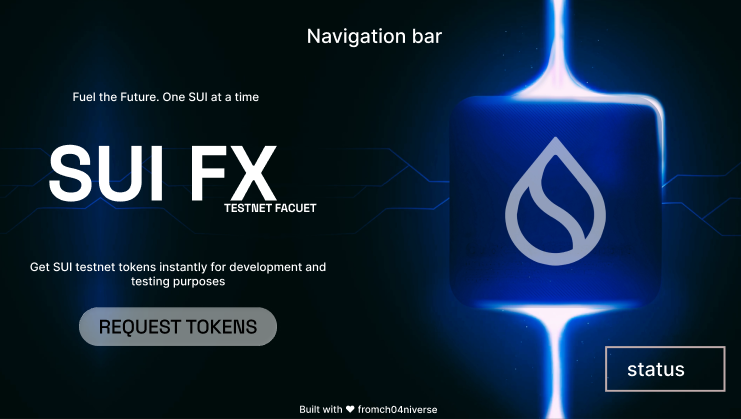 Navigation bar
Fuel the Future. One SUI at a time
SUI FX
TESTNET FACUET
Get SUI testnet tokens instantly for development and
testing purposes
REQUEST TOKENS
status
Built with ♥ fromch04niverse